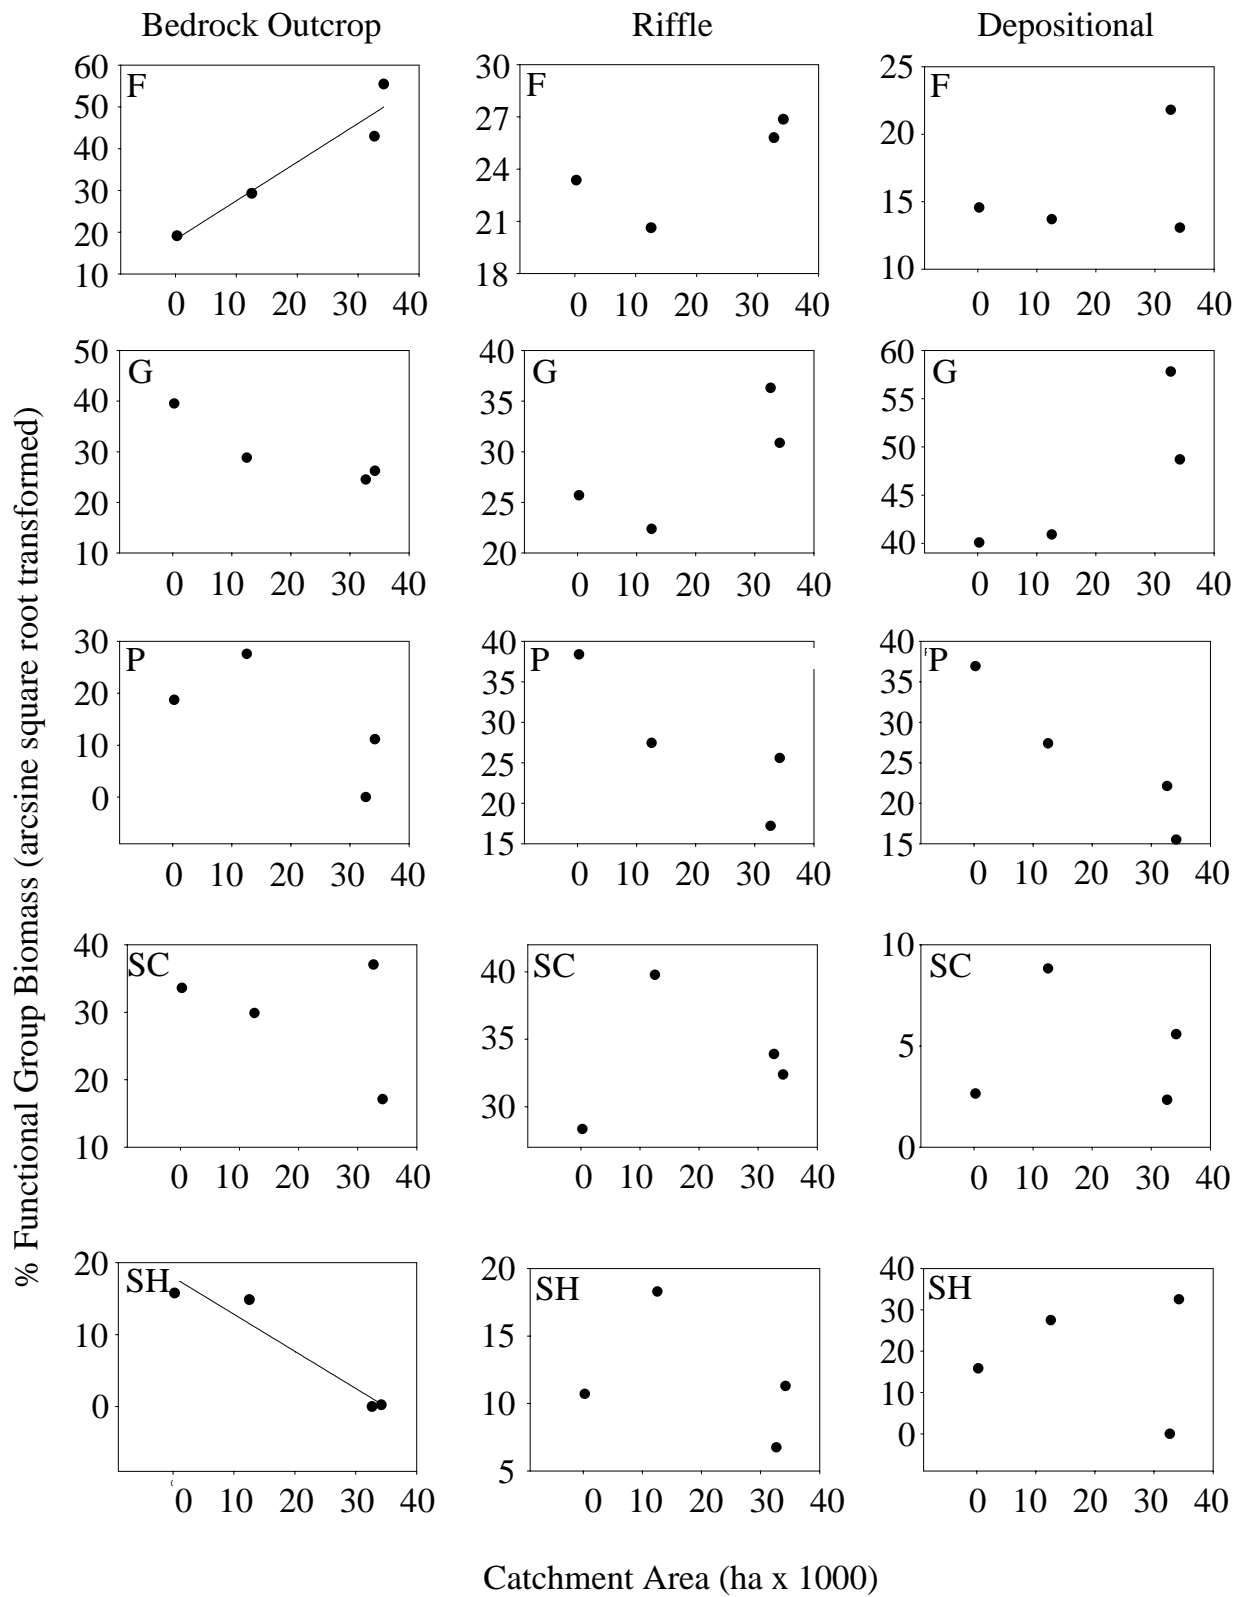 Bedrock Outcrop Riffle Depositional
% Functional Group Biomass (arcsine square root transformed)
F
60
50
40
30
20
10
0 10 20 30 40
F
30
27
24
21
18
0 10 20 30 40
F
25
20
15
10
0 10 20 30 40
G
50
40
30
20
10
0 10 20 30 40
G
40
35
30
25
20
0 10 20 30 40
G
60
55
50
45
40
0 10 20 30 40
P
30
20
10
0
0 10 20 30 40
P
40
35
30
25
20
15
0 10 20 30 40
P
40
35
30
25
20
15
0 10 20 30 40
SC
40
30
20
10
0 10 20 30 40
SC
40
35
30
0 10 20 30 40
SC
10
5
0
0 10 20 30 40
SH
20
10
0
0 10 20 30 40
SH
20
15
10
5
0 10 20 30 40
SH
40
30
20
10
0
0 10 20 30 40
Catchment Area (ha x 1000)